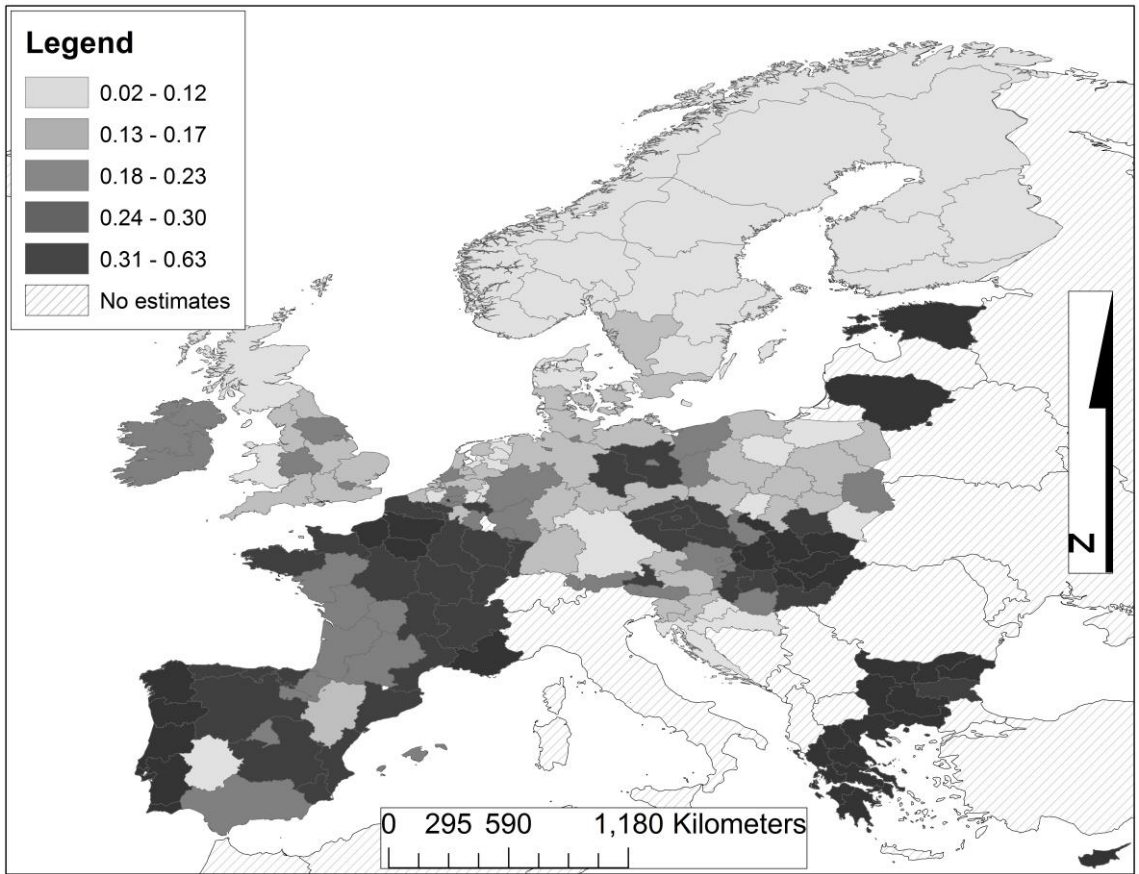 Legend
0.02 - 0.12
0.13 - 0.17
0.18 - 0.23
0.24 - 0.30
0.31 - 0.63
No estimates
N
0 295 590 1,180 Kilometers